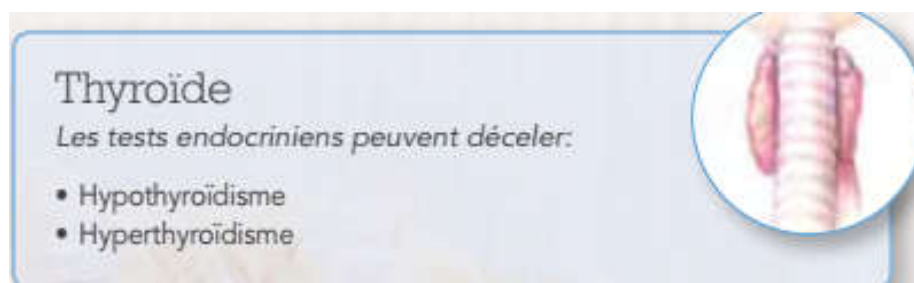 Thyroïde
Les tests endocriniens peuvent déceler:
• Hypothyroïdisme
• Hyperthyroïdisme